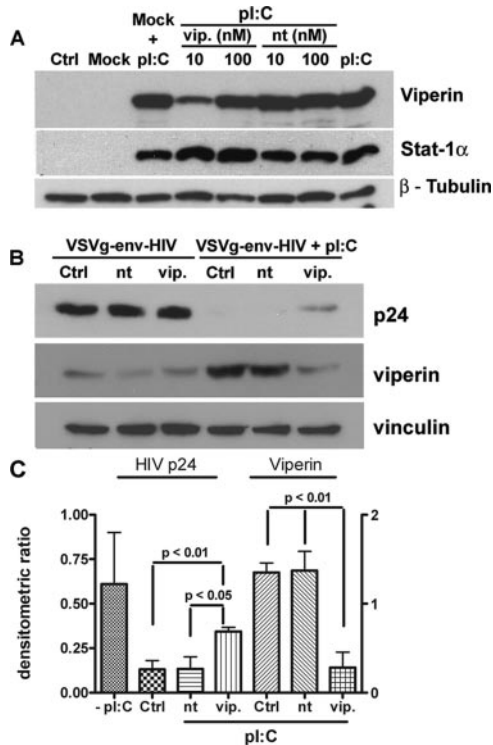 A
Mock
+
pI:C
pI:C
vip. (nM) nt (nM)
Ctrl Mock pI:C 10 100 10 100 pI:C
Viperin
Stat-1α
β - Tubulin
B
VSVg-env-HIV VSVg-env-HIV + pI:C
Ctrl nt vip. Ctrl nt vip.
p24
viperin
vinculin
C
HIV p24 Viperin
densitometric ratio
1.00 2
p < 0.01
p < 0.01
0.75
p < 0.05
0.50 1
0.25
0.00 0
- pI:C Ctrl nt vip. Ctrl nt vip.
pI:C